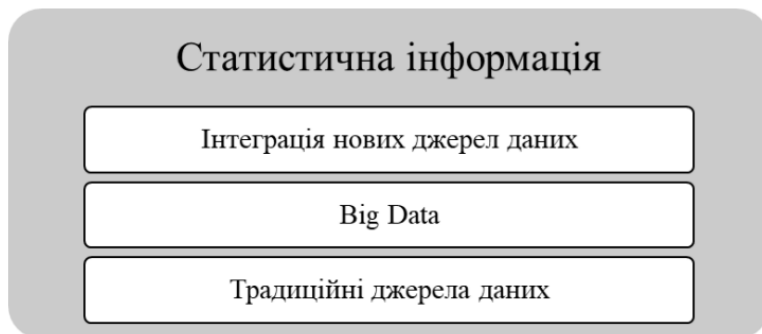 Статистична інформація
Інтеграція нових джерел даних
Big Data
Традиційні джерела даних